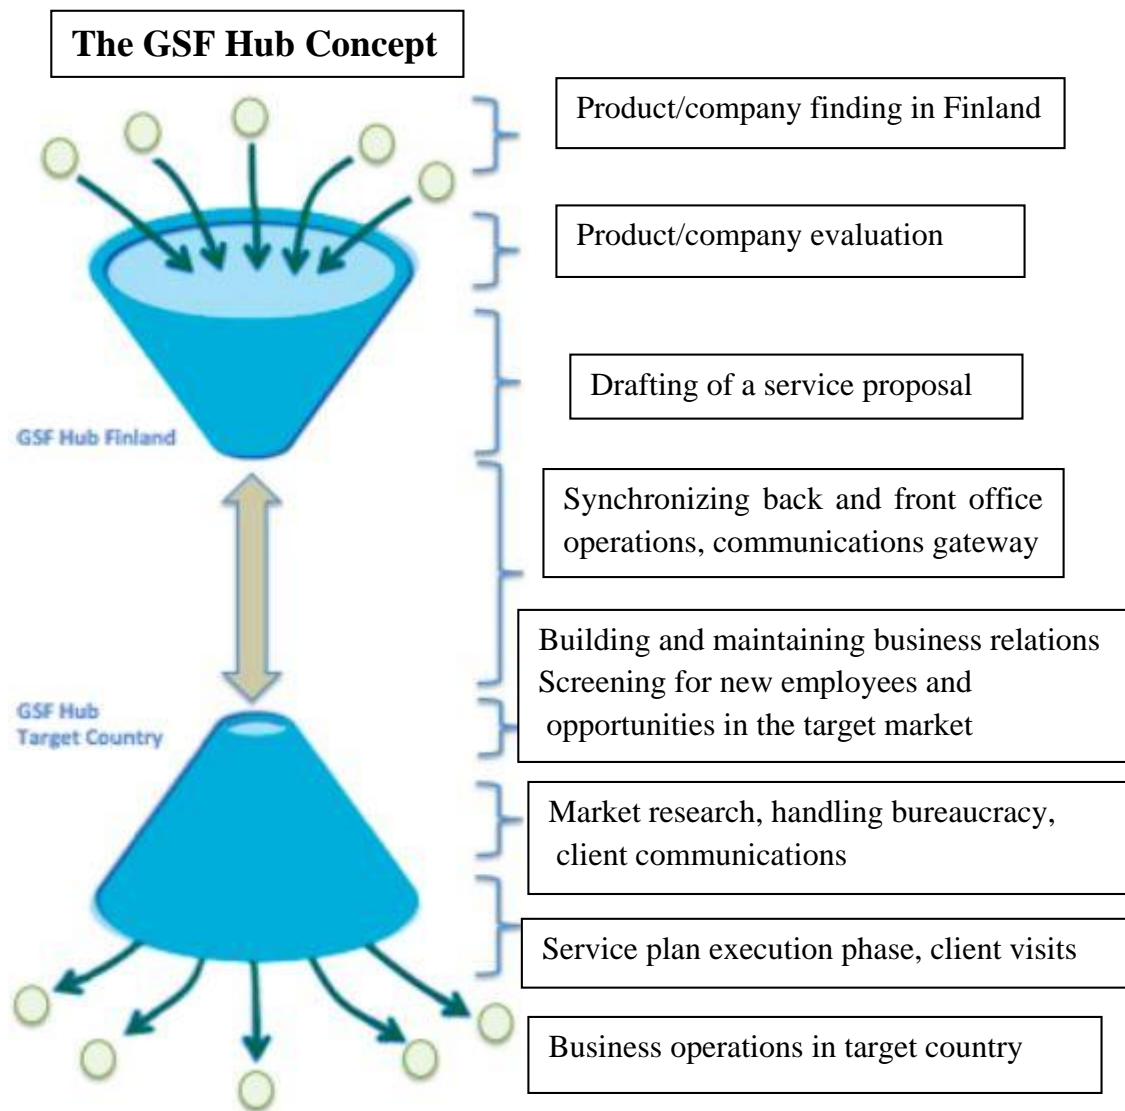 The GSF Hub Concept
Product/company finding in Finland
Product/company evaluation
Drafting of a service proposal
GSF Hub Finland
Synchronizing back and front office
operations, communications gateway
Building and maintaining business relations
Screening for new employees and
opportunities in the target market
GSF Hub
Target Country
Market research, handling bureaucracy,
client communications
Service plan execution phase, client visits
Business operations in target country